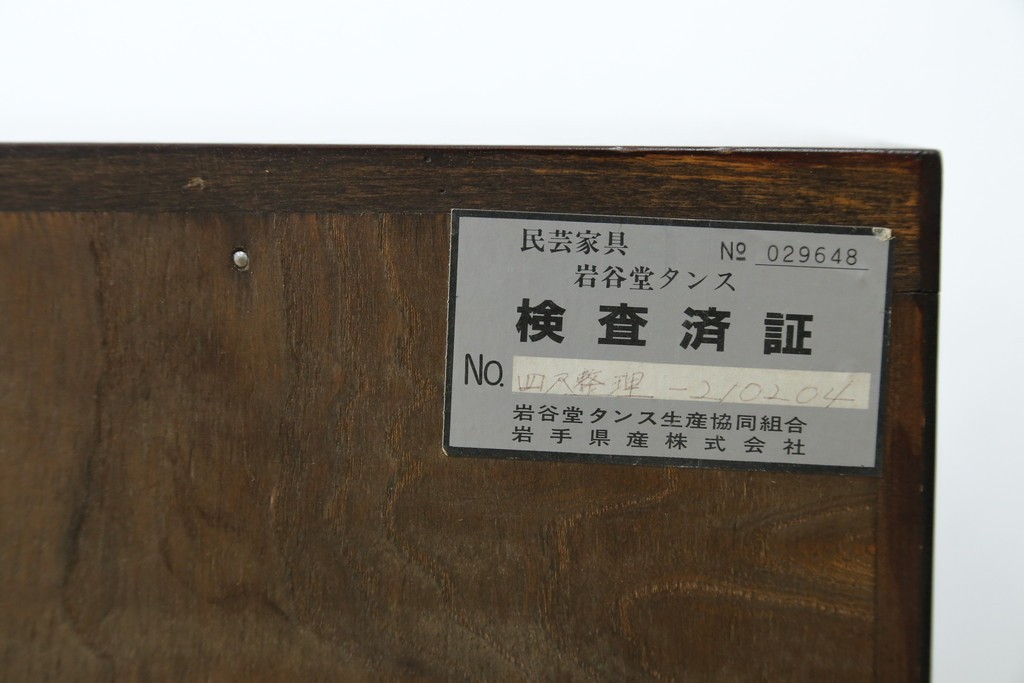 民芸家具
№ 029648
岩谷堂タンス
検査済証
No. 四尺整理 -210204
岩谷堂タンス生産協同組合
岩手県産株式会社